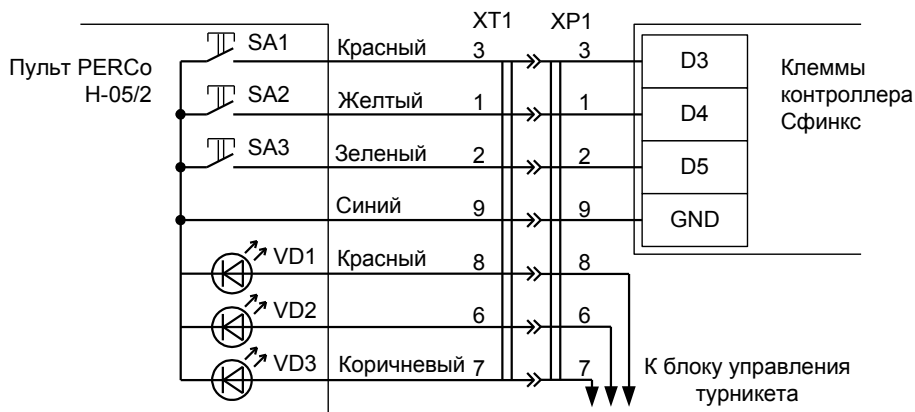 XT1 XP1
Пульт PERCo
H-05/2
SA1 Красный 3 3 D3
SA2 Желтый 1 1 D4
SA3 Зеленый 2 2 D5
Синий 9 9 GND
VD1 Красный 8 8
VD2 6 6
VD3 Коричневый 7 7
Клеммы
контроллера
Сфинкс
К блоку управления
турникета